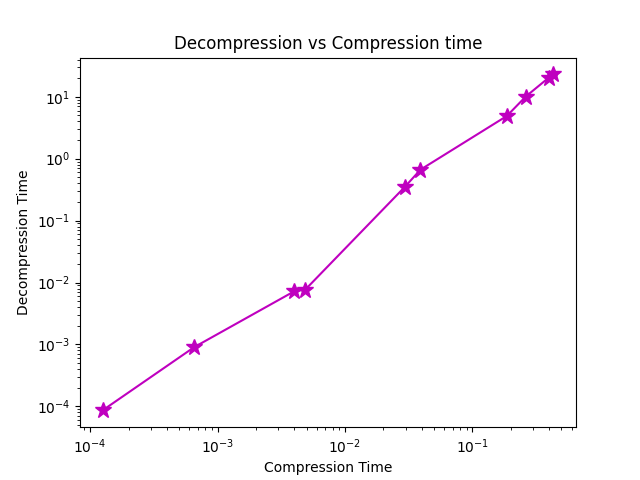 Decompression vs Compression time
Decompression Time
10¹
10⁰
10⁻¹
10⁻²
10⁻³
10⁻⁴
10⁻⁴ 10⁻³ 10⁻² 10⁻¹
Compression Time